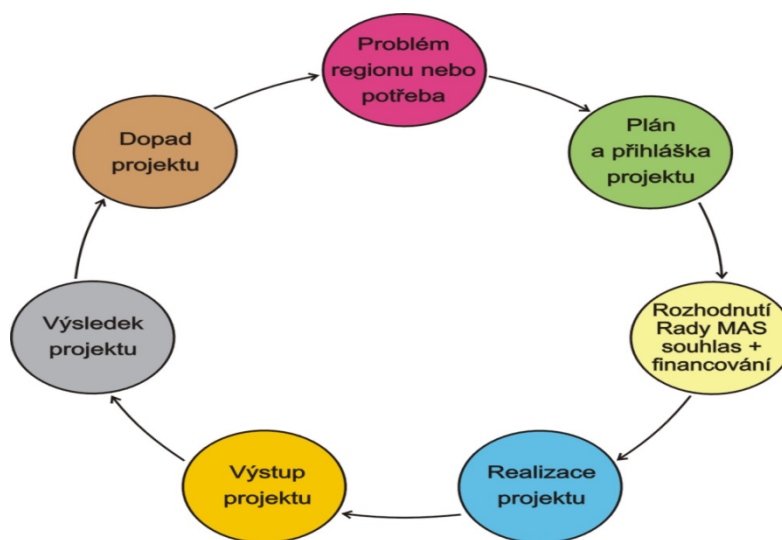 Problém
regionu nebo
potřeba
Plán
a přihláška
projektu
Rozhodnutí
Rady MAS
souhlas +
financování
Realizace
projektu
Výstup
projektu
Výsledek
projektu
Dopad
projektu